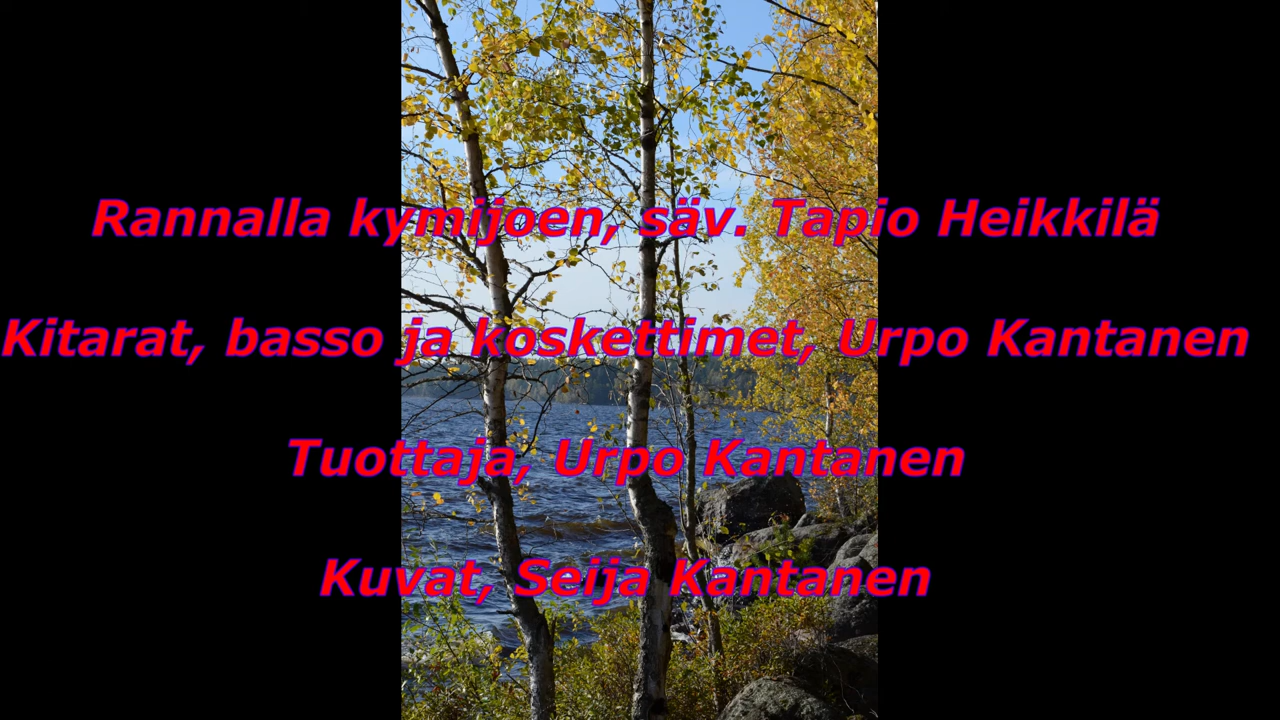 Rannalla kymijoen, säv. Tapio Heikkilä
Kitarat, basso ja koskettimet, Urpo Kantanen
Tuottaja, Urpo Kantanen
Kuvat, Seija Kantanen